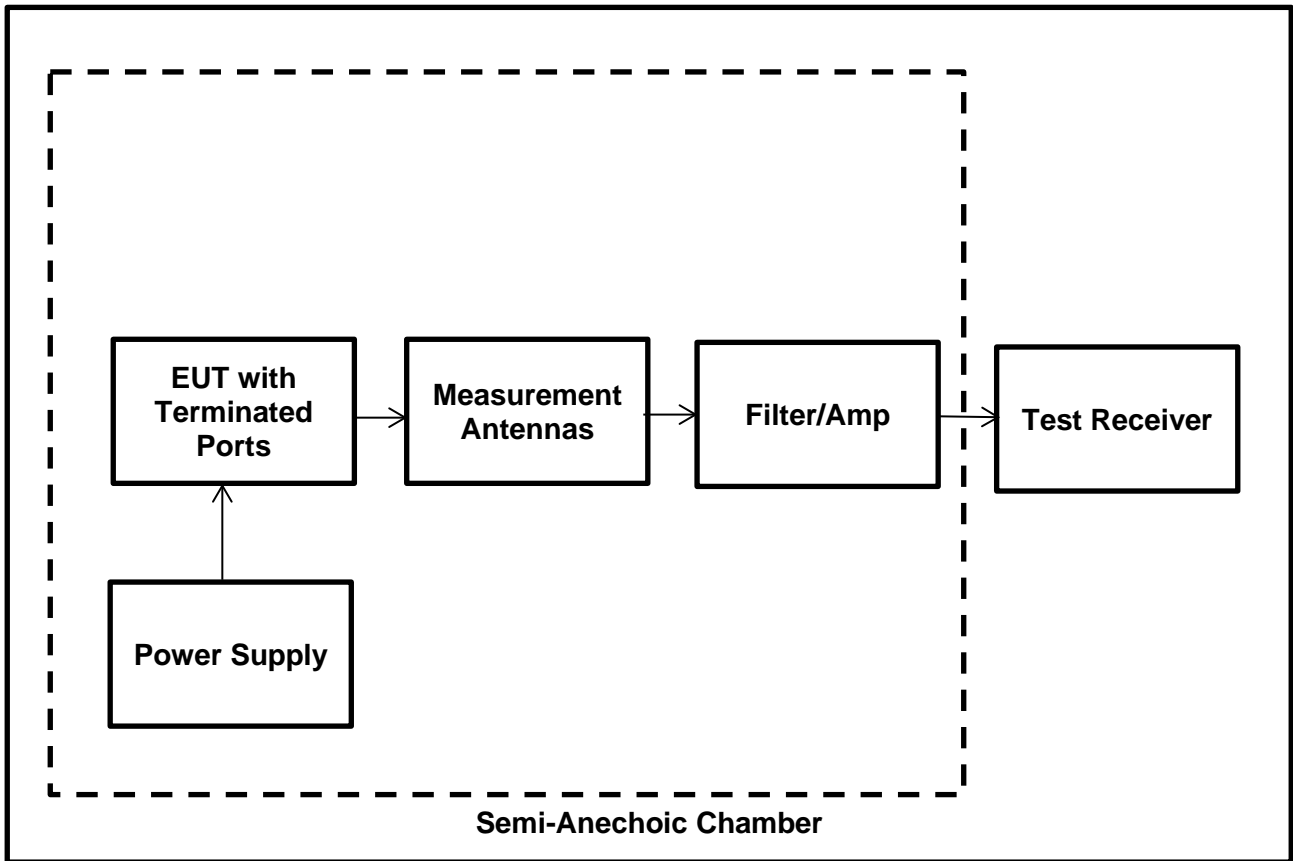 EUT with
Terminated
Ports
Measurement
Antennas
Filter/Amp
Test Receiver
Power Supply
Semi-Anechoic Chamber